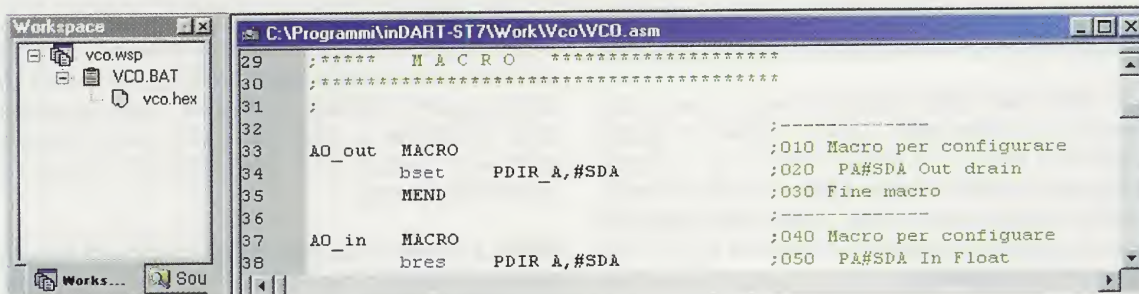 Workspace
vco.wsp
VCO.BAT
vco.hex
Works...
Sou
C:\Programmi\inDART-ST7\Work\Vco\VCO.asm
29 ;***** M A C R O *********************
30 ;******************************************
31 ;
32 ;--------------
33 AO_out MACRO ;010 Macro per configurare
34 bset PDIR_A,#SDA ;020 PA#SDA Out drain
35 MEND ;030 Fine macro
36 ;--------------
37 AO_in MACRO ;040 Macro per configuare
38 bres PDIR A,#SDA ;050 PA#SDA In Float